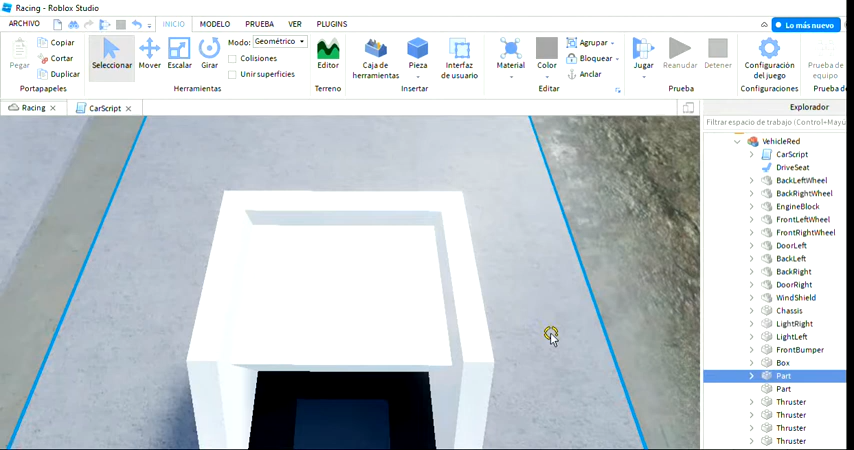 Racing - Roblox Studio
ARCHIVO INICIO MODELO PRUEBA VER PLUGINS Lo más nuevo
Pegar Copiar Cortar Duplicar Portapapeles
Seleccionar Mover Escalar Girar
Modo: Geométrico
Colisiones
Unir superficies
Herramientas
Editor
Terreno
Caja de herramientas
Pieza
Interfaz de usuario
Insertar
Material
Color
Agrupar
Bloquear
Anclar
Editar
Jugar
Reanudar
Detener
Prueba
Configuración del juego
Configuraciones
Prueba de equipo
Racing
CarScript
Explorador
Filtrar espacio de trabajo
VehicleRed
CarScript
DriveSeat
BackLeftWheel
BackRightWheel
EngineBlock
FrontLeftWheel
FrontRightWheel
DoorLeft
BackLeft
BackRight
DoorRight
WindShield
Chassis
LightRight
LightLeft
FrontBumper
Box
Part
Part
Thruster
Thruster
Thruster
Thruster